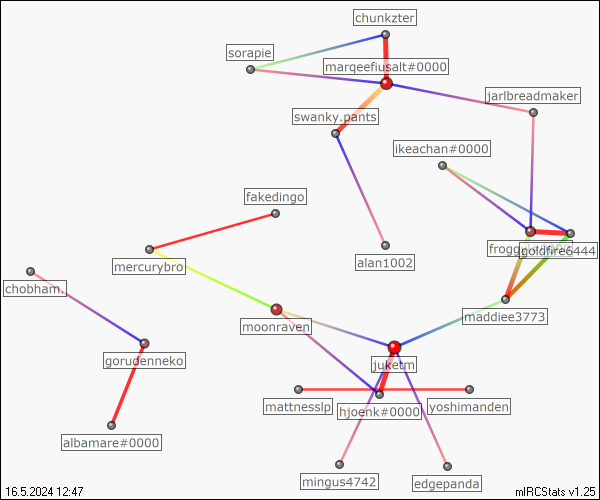 chunkzter
sorapie
marqeefiusalt#0000
jarlbreadmaker
swanky.pants
ikeachan#0000
fakedingo
goldfire6444
alan1002
mercurybro
chobham.
maddiee3773
moonraven
gorudenneko
juketm
mattnesslp
hjoenk#0000
yoshimanden
albamare#0000
mingus4742
edgepanda
16.5.2024 12:47
mIRCStats v1.25